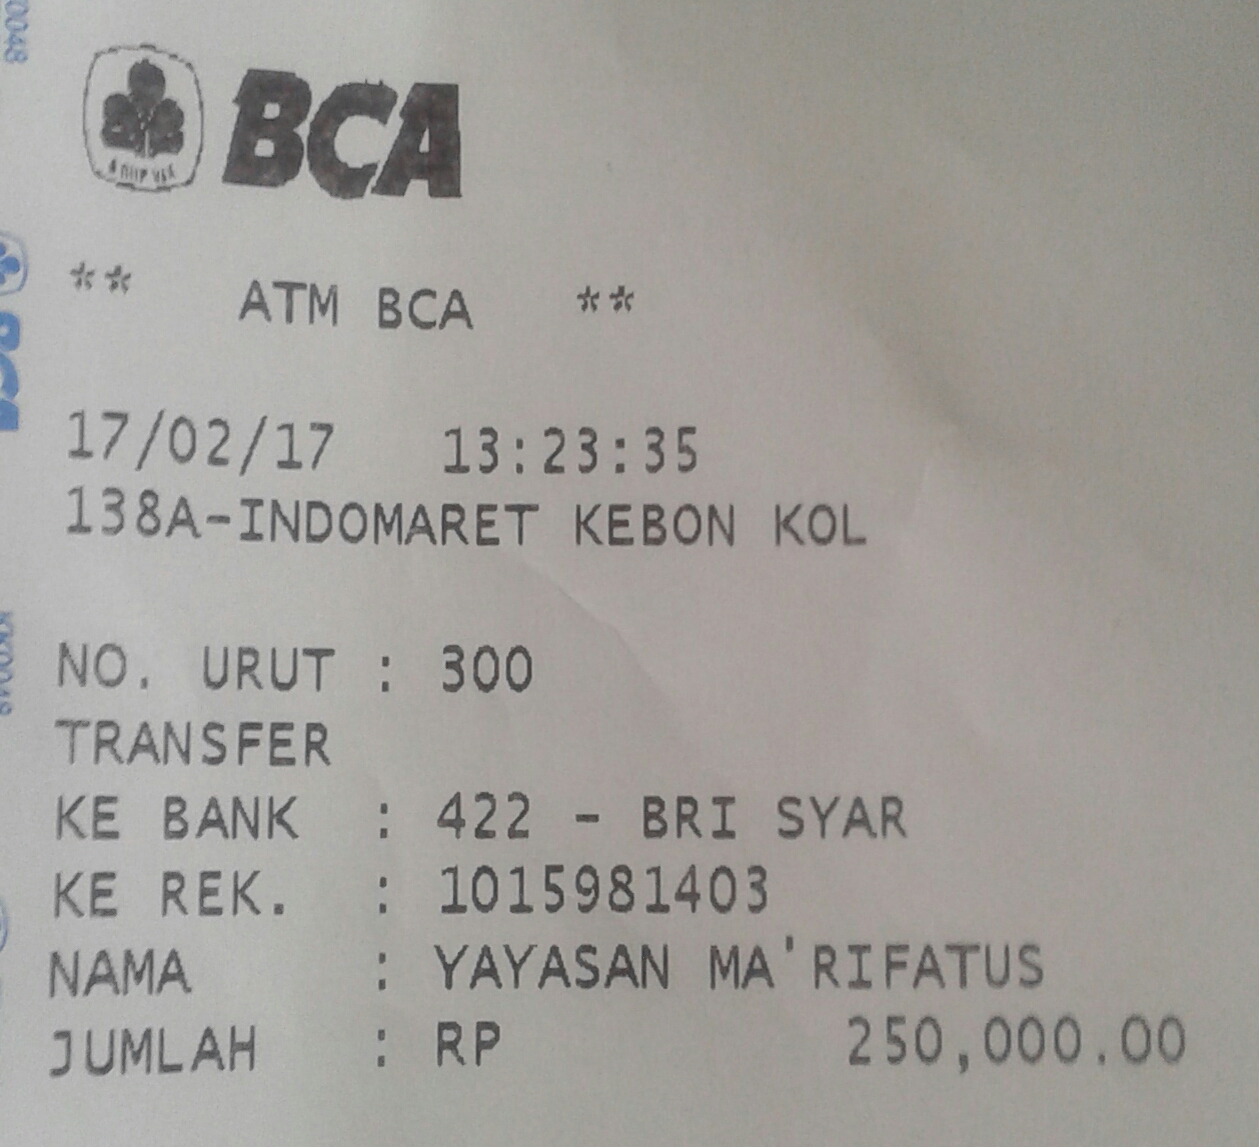 BCA
** ATM BCA **
17/02/17 13:23:35
138A-INDOMARET KEBON KOL
NO. URUT : 300
TRANSFER
KE BANK : 422 - BRI SYAR
KE REK. : 1015981403
NAMA : YAYASAN MA'RIFATUS
JUMLAH : RP 250,000.00